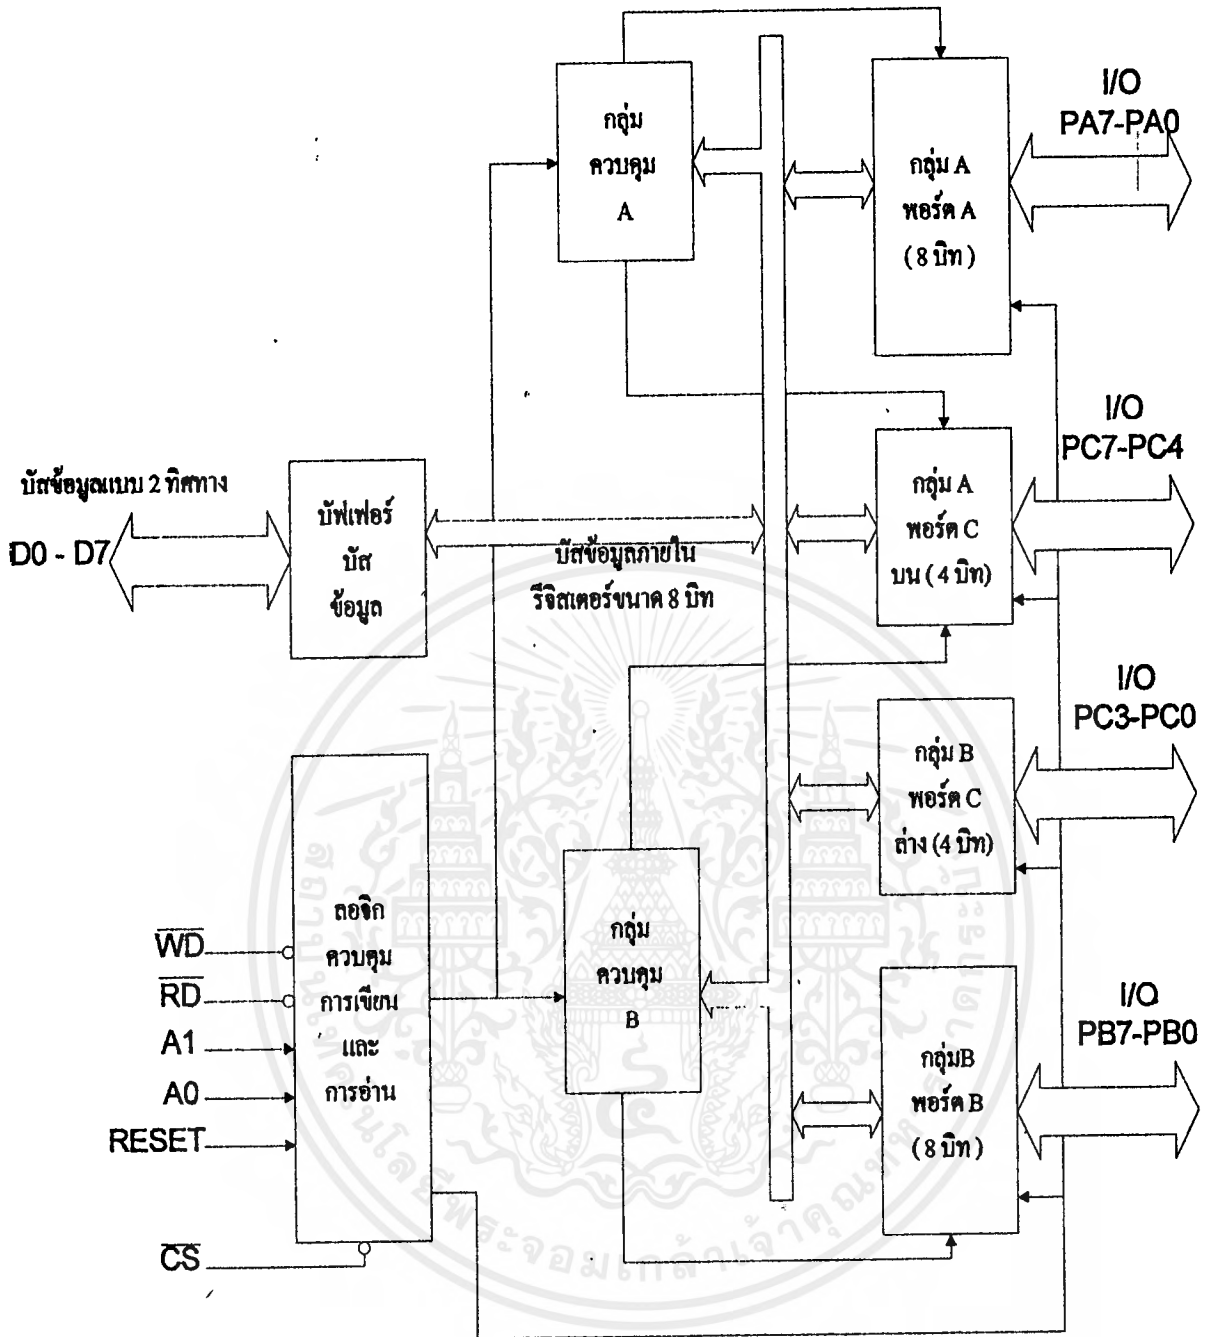 กลุ่ม
ควบคุม
A
กลุ่ม A
พอร์ต A
( 8 บิท )
I/O
PA7-PA0
บัสข้อมูลแบบ 2 ทิศทาง
D0 - D7
บัฟเฟอร์
บัส
ข้อมูล
บัสข้อมูลภายใน
รีจิสเตอร์ขนาด 8 บิท
กลุ่ม A
พอร์ต C
บน ( 4 บิท)
I/O
PC7-PC4
กลุ่ม B
พอร์ต C
ล่าง (4 บิท)
I/O
PC3-PC0
ลอจิก
ควบคุม
การเขียน
และ
การอ่าน
W̅D̅
R̅D̅
A1
A0
RESET
C̅S̅
กลุ่ม
ควบคุม
B
กลุ่มB
พอร์ต B
( 8 บิท )
I/O
PB7-PB0